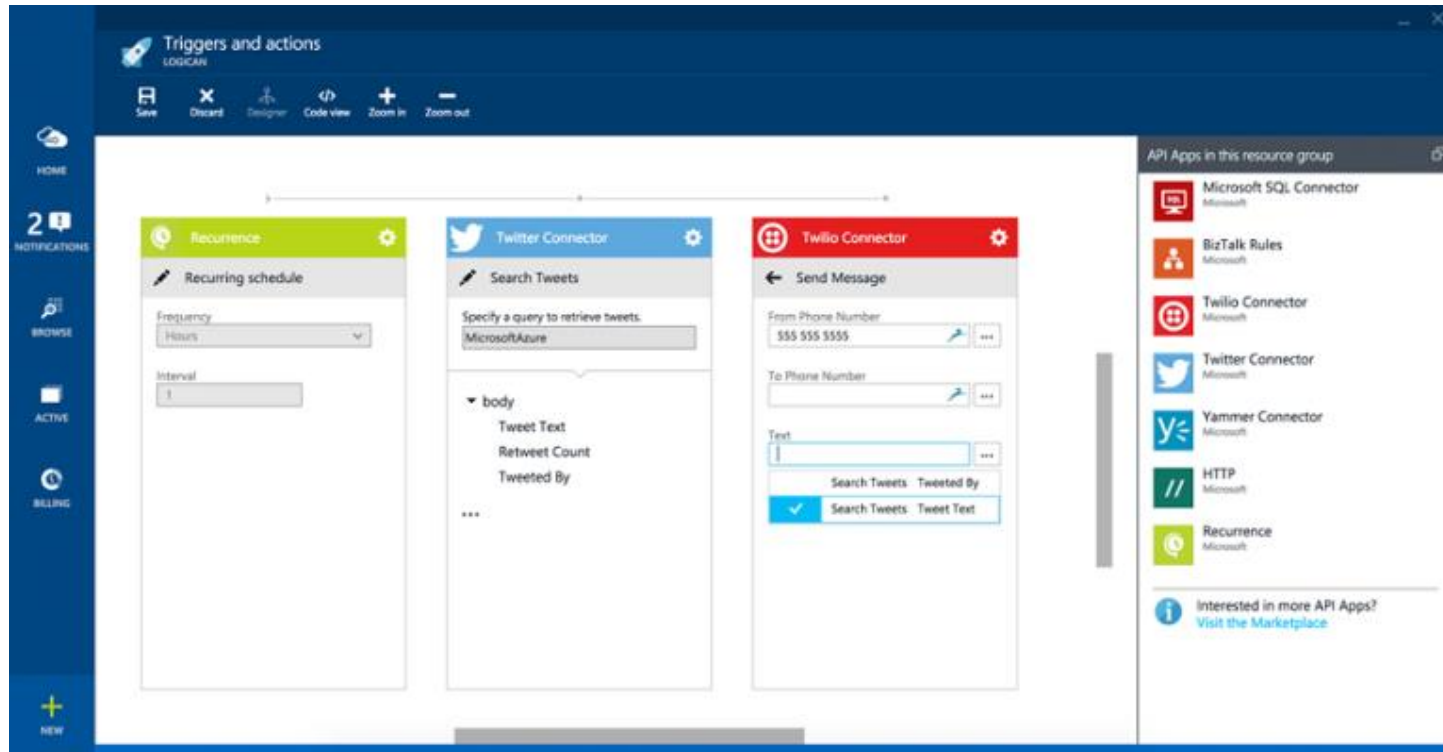 Triggers and actions
LOGICAN
Save
Discard
Designer
Code view
Zoom in
Zoom out
HOME
2
NOTIFICATIONS
BROWSE
ACTIVE
BILLING
NEW
Recurrence
Recurring schedule
Frequency
Hours
Interval
1
Twitter Connector
Search Tweets
Specify a query to retrieve tweets.
MicrosoftAzure
body
Tweet Text
Retweet Count
Tweeted By
...
Twilio Connector
Send Message
From Phone Number
555 555 5555
...
To Phone Number
...
Text
...
Search Tweets Tweeted By
Search Tweets Tweet Text
API Apps in this resource group
SQL
Microsoft SQL Connector
Microsoft
BizTalk Rules
Microsoft
Twilio Connector
Microsoft
Twitter Connector
Microsoft
Yammer Connector
Microsoft
HTTP
Microsoft
Recurrence
Microsoft
Interested in more API Apps?
Visit the Marketplace